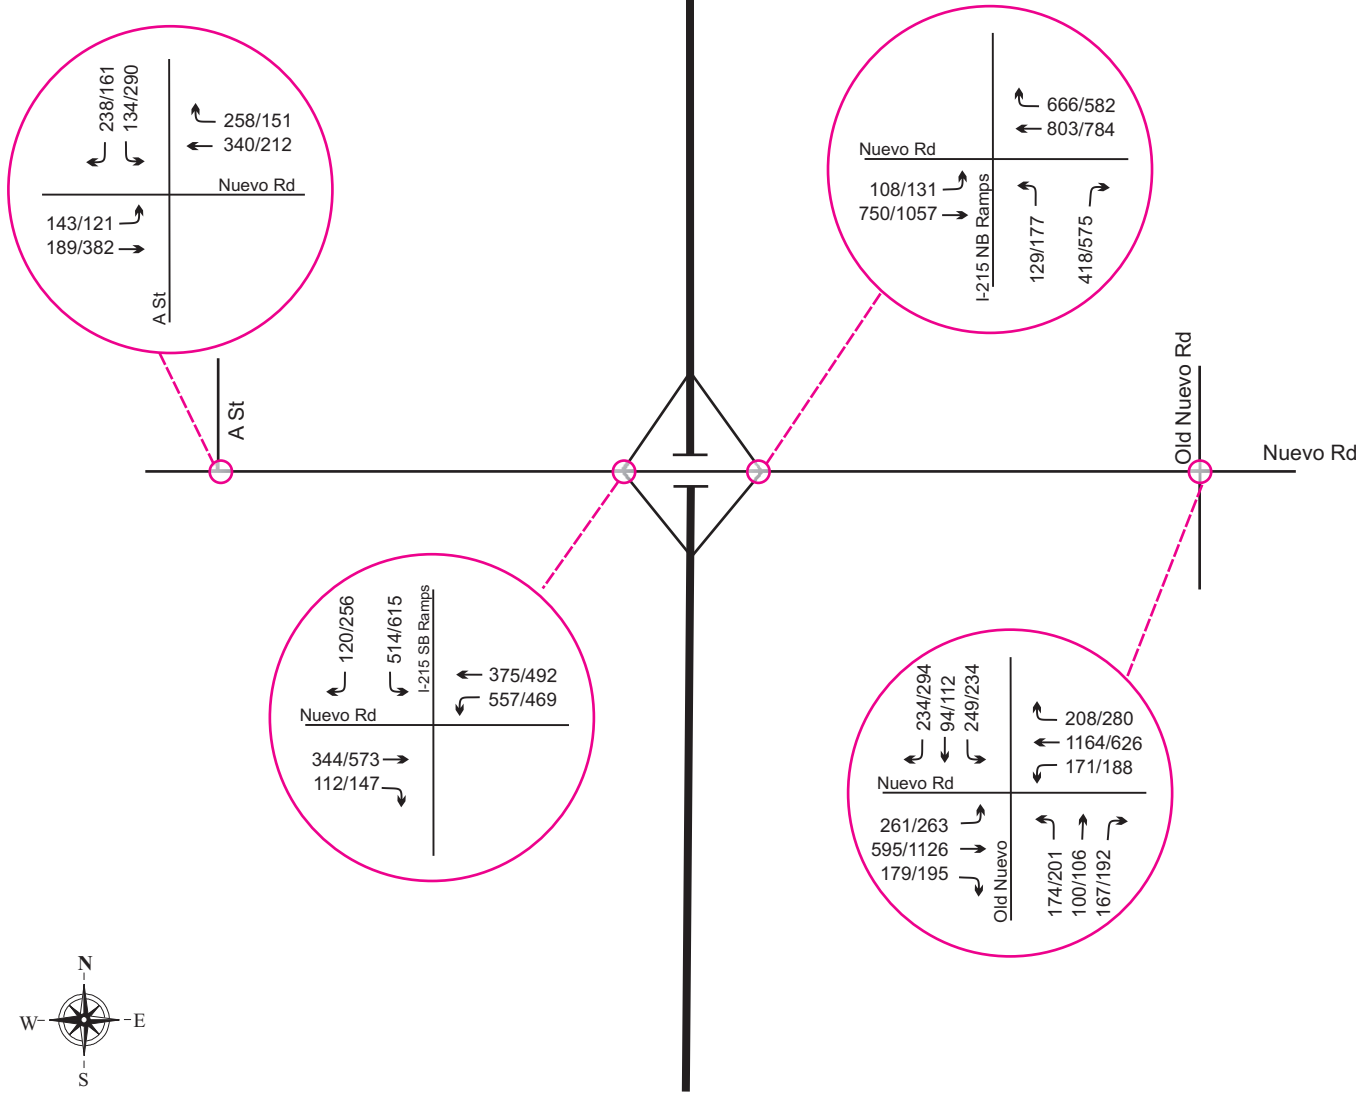 238/161
134/290
258/151
340/212
Nuevo Rd
143/121
189/382
A St
666/582
803/784
Nuevo Rd
108/131
750/1057
I-215 NB Ramps
129/177
418/575
A St
Old Nuevo Rd
Nuevo Rd
120/256
514/615
I-215 SB Ramps
375/492
557/469
Nuevo Rd
344/573
112/147
234/294
94/112
249/234
208/280
1164/626
171/188
Nuevo Rd
261/263
595/1126
179/195
Old Nuevo
174/201
100/106
167/192
N
W
E
S